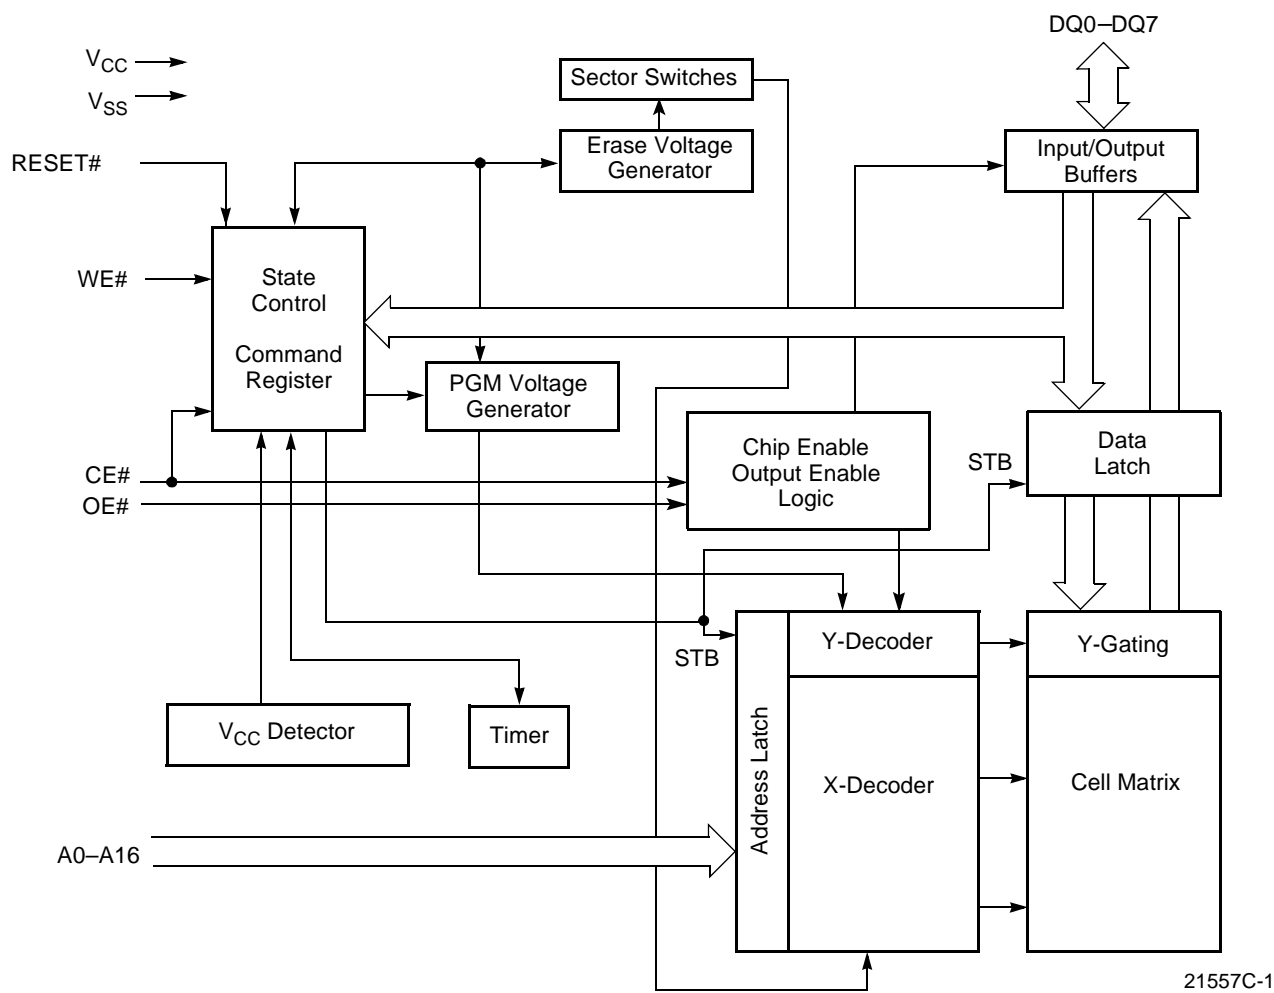 DQ0–DQ7
VCC
VSS
Sector Switches
RESET#
Erase Voltage
Generator
Input/Output
Buffers
WE#
State
Control
Command
Register
PGM Voltage
Generator
CE#
OE#
Chip Enable
Output Enable
Logic
STB
Data
Latch
STB
Y-Decoder
Y-Gating
VCC Detector
Timer
Address Latch
X-Decoder
Cell Matrix
A0–A16
21557C-1